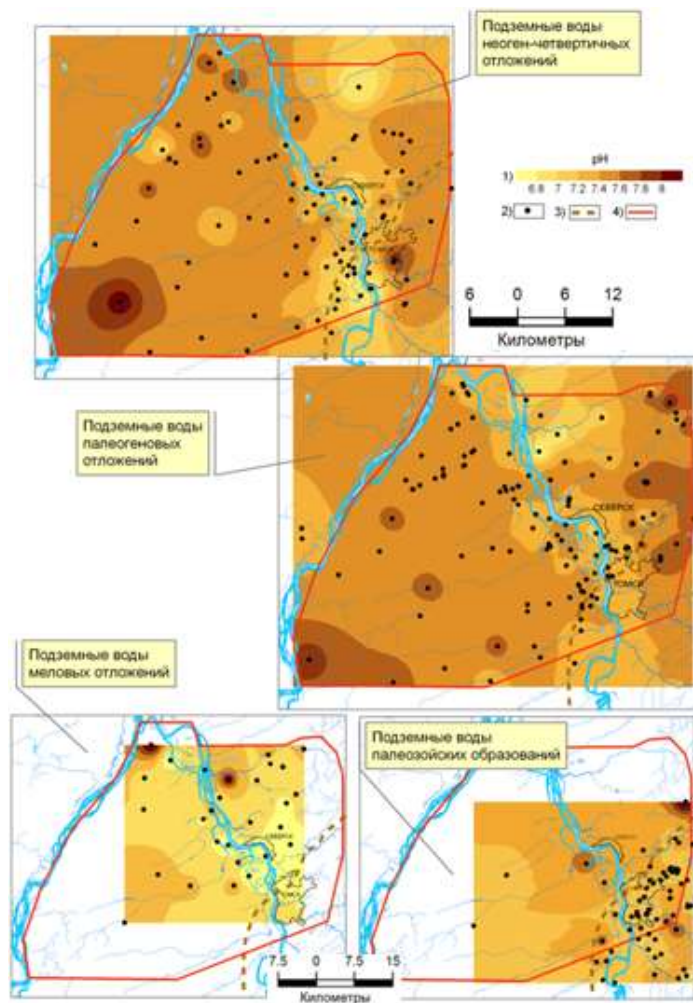 Подземные воды
неоген-четвертичных
отложений
pH
1)
6.8 7 7.2 7.4 7.6 7.8 8
2) 3) 4)
6 0 6 12
Километры
Подземные воды
палеогеновых
отложений
СЕВЕРСК
ТОМСК
Подземные воды
меловых отложений
Подземные воды
палеозойских образований
7.5 0 7.5 15
Километры